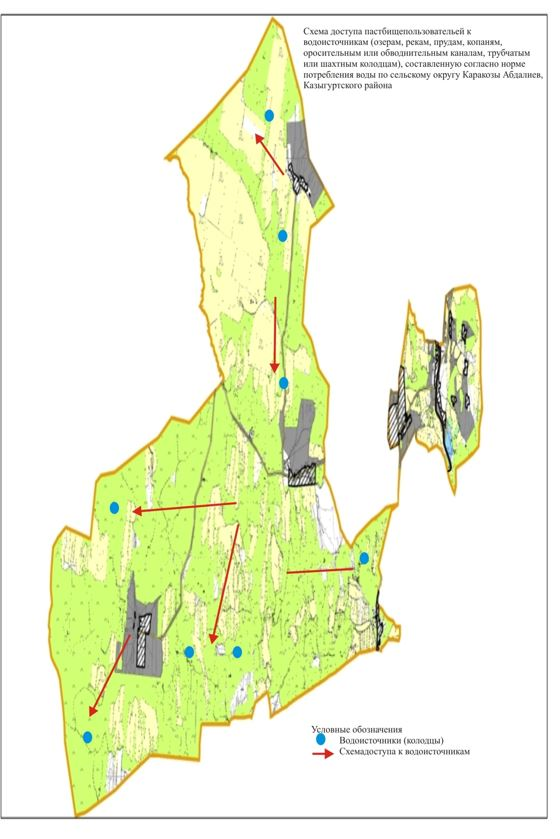 Схема доступа пастбищепользователей к
водоисточникам (озерам, рекам, прудам, копаням,
оросительным или обводнительным каналам, трубчатым
или шахтным колодцам), составленную согласно норме
потребления воды по сельскому округу Каракозы Абдалиев,
Казыгуртского района
Условные обозначения
Водоисточники (колодцы)
Схемадоступа к водоисточникам